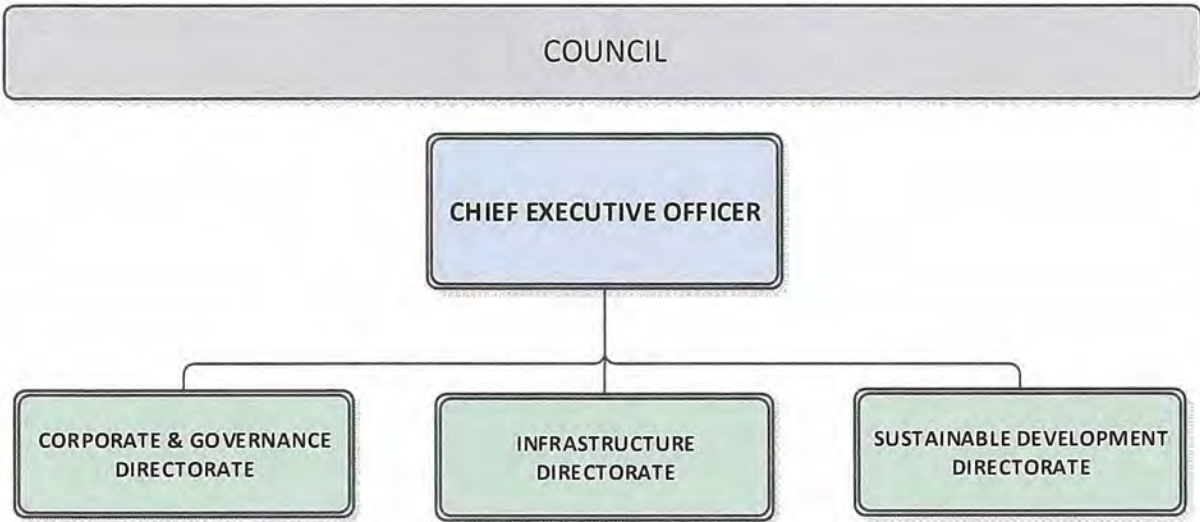 COUNCIL
CHIEF EXECUTIVE OFFICER
CORPORATE & GOVERNANCE
DIRECTORATE
INFRASTRUCTURE
DIRECTORATE
SUSTAINABLE DEVELOPMENT
DIRECTORATE